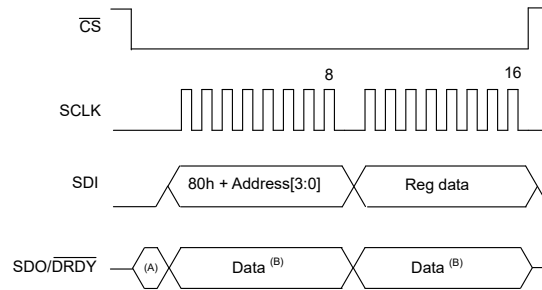 CS
8
16
SCLK
SDI
80h + Address[3:0]
Reg data
SDO/DRDY
(A)
Data (B)
Data (B)